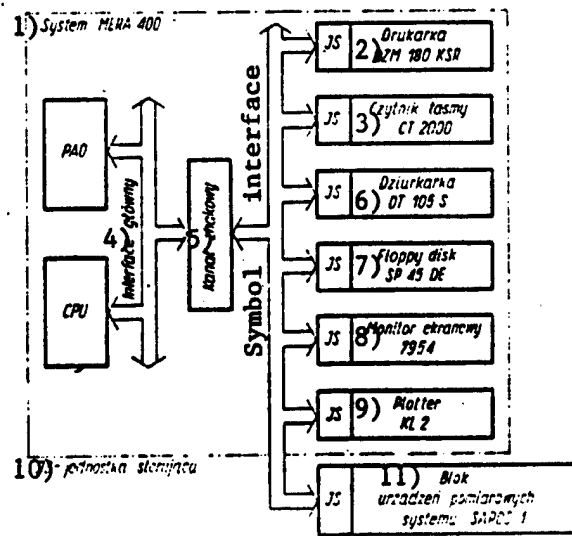 1) System MERA 400
PAO
CPU
4) Interface główny
5) Kanał znakowy
Symbol interface
JS 2) Drukarka
DZM 180 KSR
JS 3) Czytnik taśmy
CT 2000
JS 6) Dziurkarka
DT 105 S
JS 7) Floppy disk
SP 45 DE
JS 8) Monitor ekranowy
7954
JS 9) Plotter
KL 2
10) jednostka sterująca
JS 11) Blok
urządzeń pomiarowych
systemu